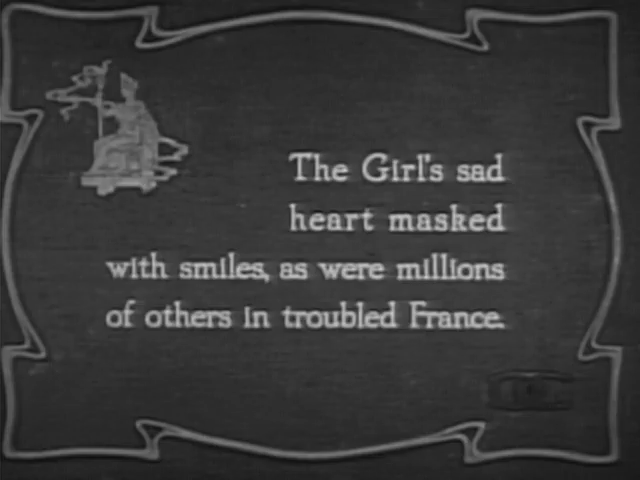 The Girl's sad
heart masked
with smiles, as were millions
of others in troubled France.